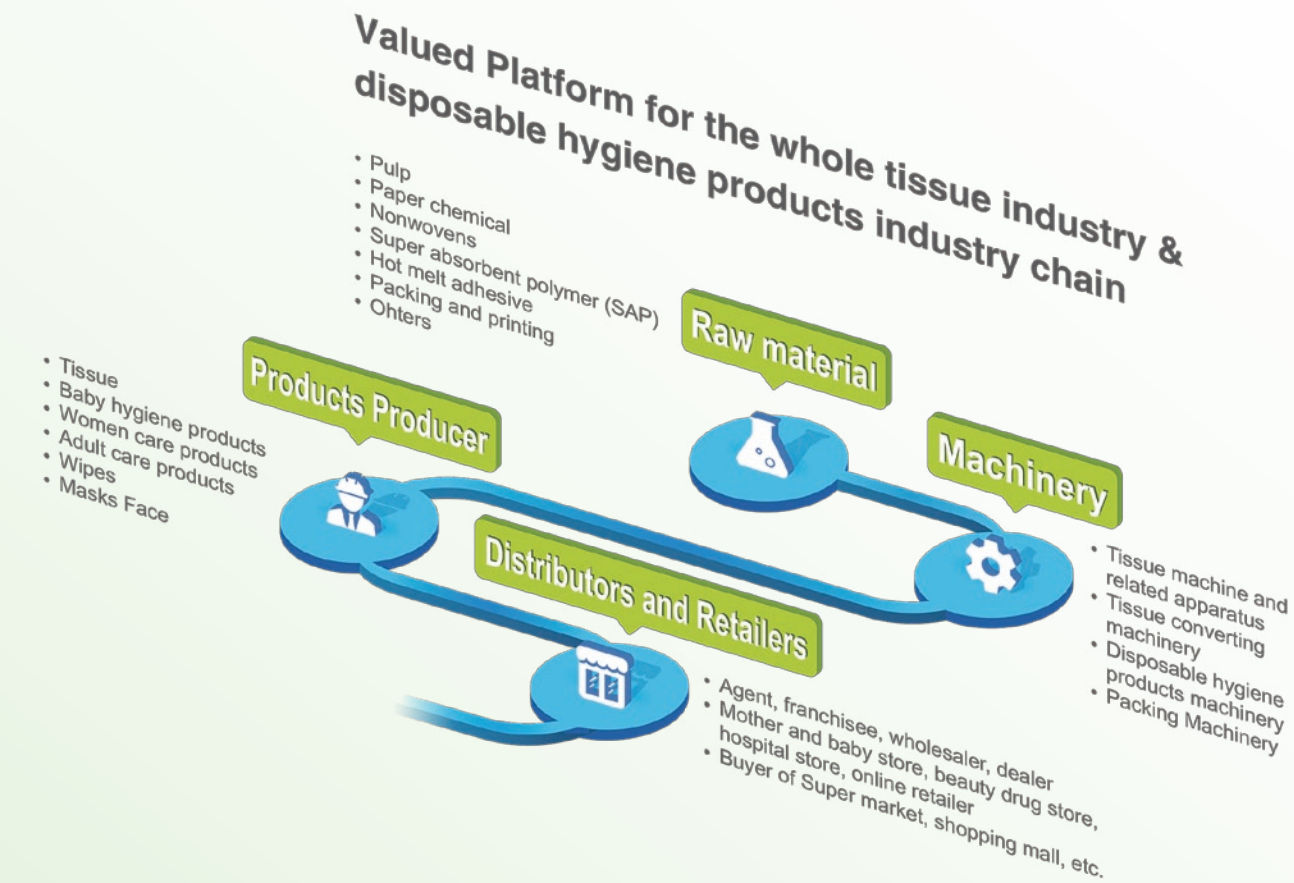 Valued Platform for the whole tissue industry &
disposable hygiene products industry chain
• Pulp
• Paper chemical
• Nonwovens
• Super absorbent polymer (SAP)
• Hot melt adhesive
• Packing and printing
• Ohters
Raw material
Products Producer
• Tissue
• Baby hygiene products
• Women care products
• Adult care products
• Wipes
• Masks Face
Machinery
• Tissue machine and
related apparatus
• Tissue converting
machinery
• Disposable hygiene
products machinery
• Packing Machinery
Distributors and Retailers
• Agent, franchisee, wholesaler, dealer
• Mother and baby store, beauty drug store,
hospital store, online retailer
• Buyer of Super market, shopping mall, etc.